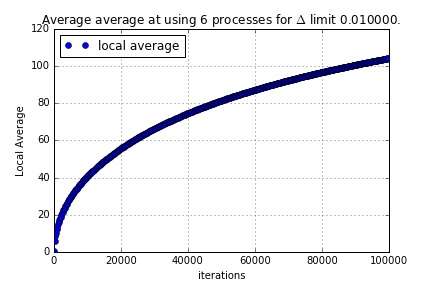 Average average at using 6 processes for Δ limit 0.010000.
120
100
80
60
40
20
0
Local Average
local average
0 20000 40000 60000 80000 100000
iterations